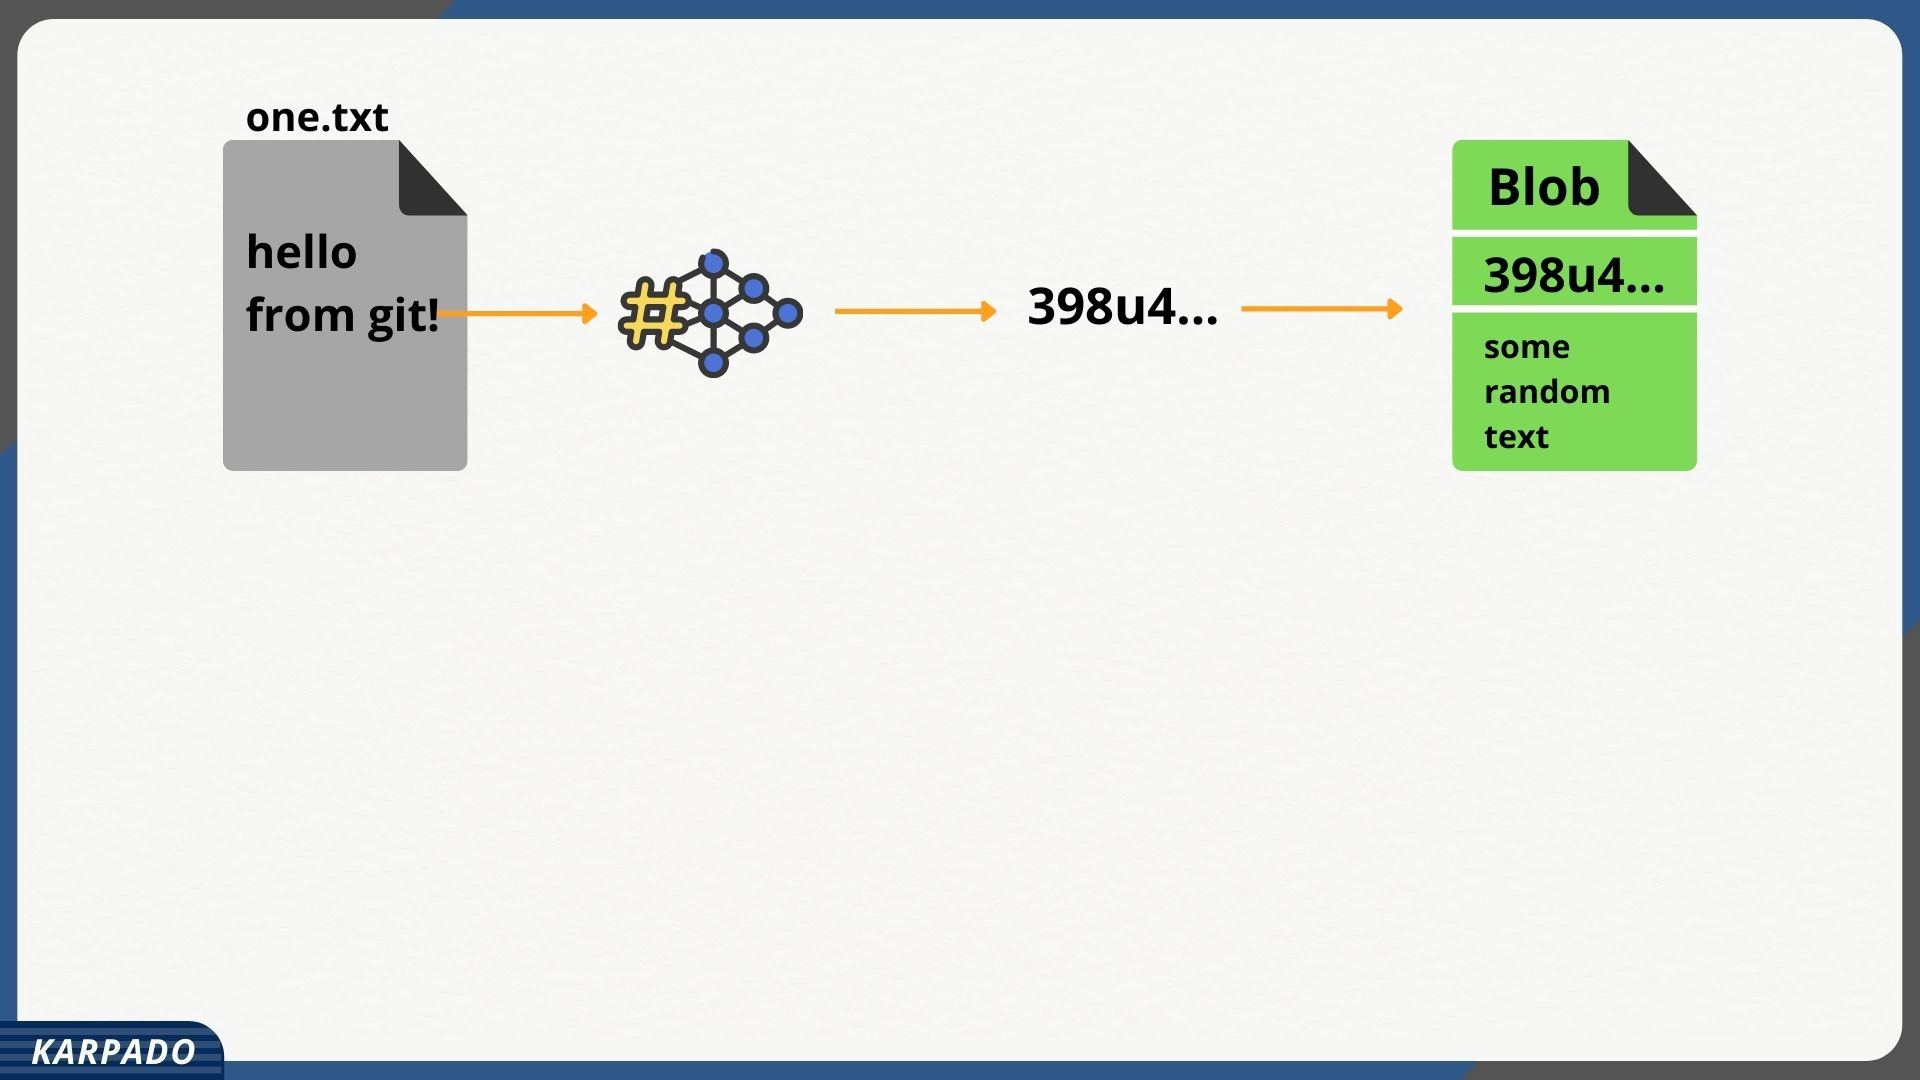 one.txt
hello
from git!
398u4...
Blob
398u4...
some
random
text
KARPADO